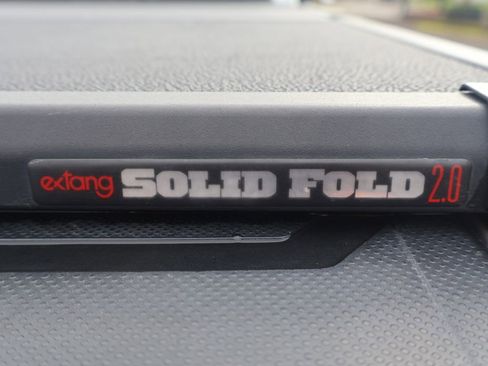 extang SOLID FOLD 2.0